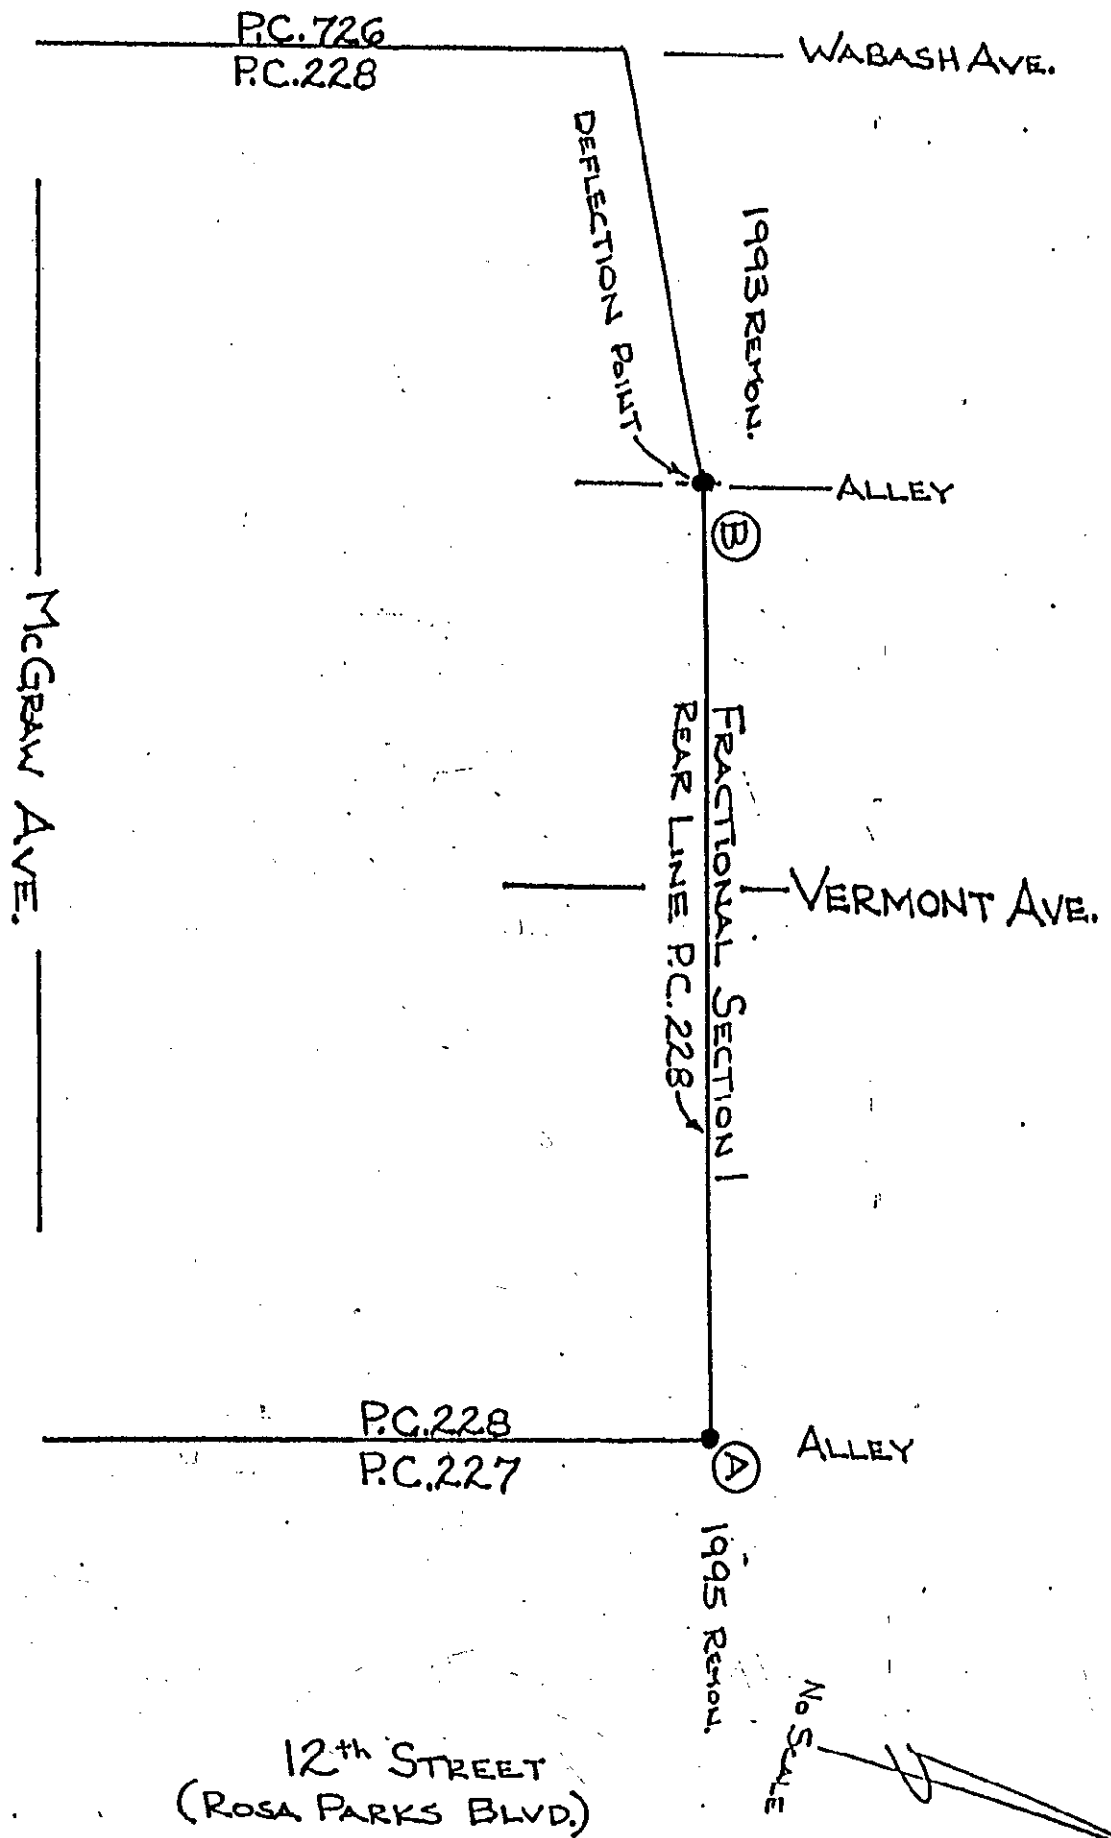 P.C. 726
P.C. 228
WABASH AVE.
DEFLECTION POINT
1993 REMON.
ALLEY
B
McGRAW AVE.
FRACTIONAL SECTION 1
REAR LINE P.C. 228
VERMONT AVE.
P.C. 228
P.C. 227
A
ALLEY
1995 REMON.
No SCALE
12th STREET
(ROSA PARKS BLVD.)